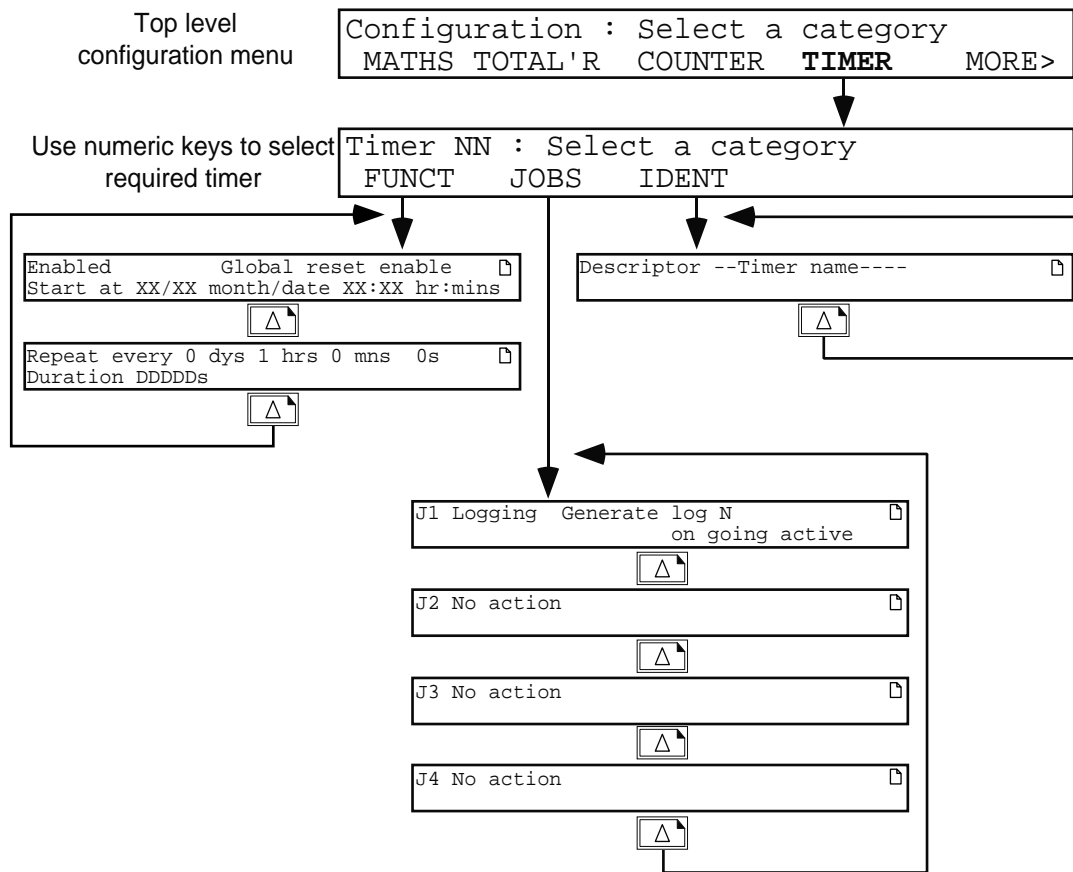 Top level
configuration menu
Configuration : Select a category
MATHS TOTAL'R COUNTER TIMER MORE>
Use numeric keys to select
required timer
Timer NN : Select a category
FUNCT JOBS IDENT
Enabled Global reset enable
Start at XX/XX month/date XX:XX hr:mins
Repeat every 0 dys 1 hrs 0 mns 0s
Duration DDDDDs
Descriptor --Timer name----
J1 Logging Generate log N
on going active
J2 No action
J3 No action
J4 No action